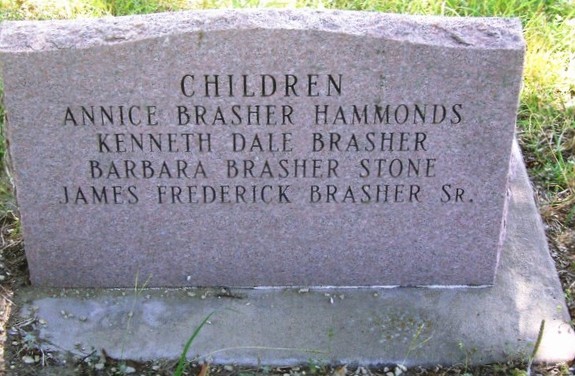 CHILDREN
ANNICE BRASHER HAMMONDS
KENNETH DALE BRASHER
BARBARA BRASHER STONE
JAMES FREDERICK BRASHER SR.